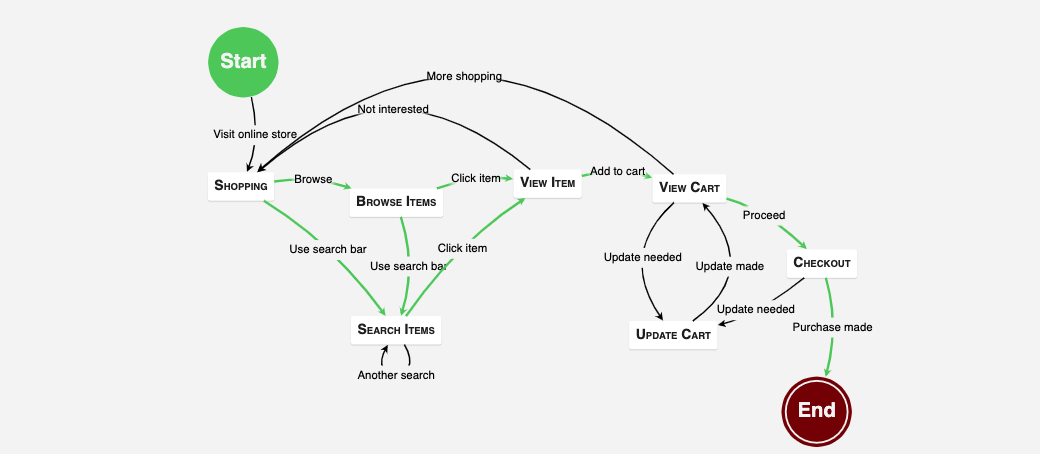 Start
More shopping
Not interested
Visit online store
Shopping
Browse
Browse Items
Click item
View Item
Add to cart
View Cart
Proceed
Use search bar
Use search bar
Click item
Update needed
Update made
Checkout
Search Items
Update Cart
Update needed
Purchase made
Another search
End